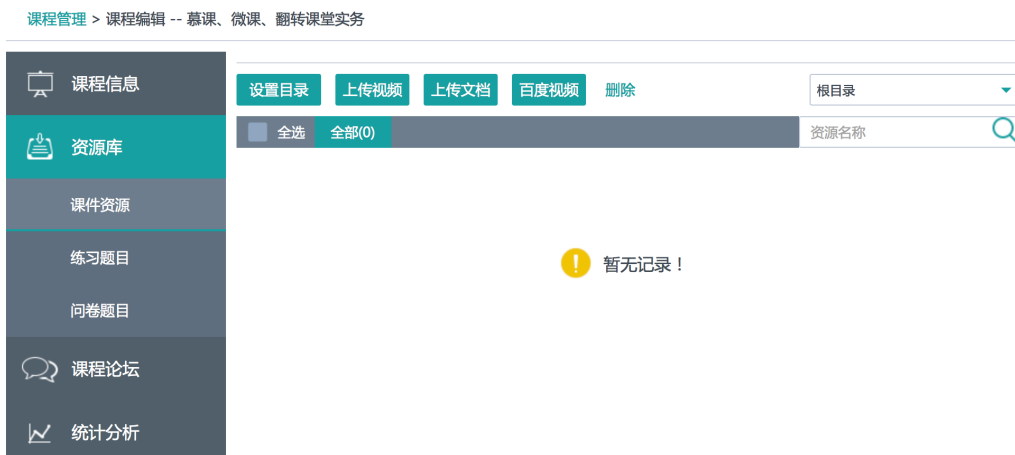 课程管理 > 课程编辑 -- 慕课、微课、翻转课堂实务
课程信息
资源库
课件资源
练习题目
问卷题目
课程论坛
统计分析
设置目录 上传视频 上传文档 百度视频 删除 根目录
全选 全部(0) 资源名称
暂无记录！